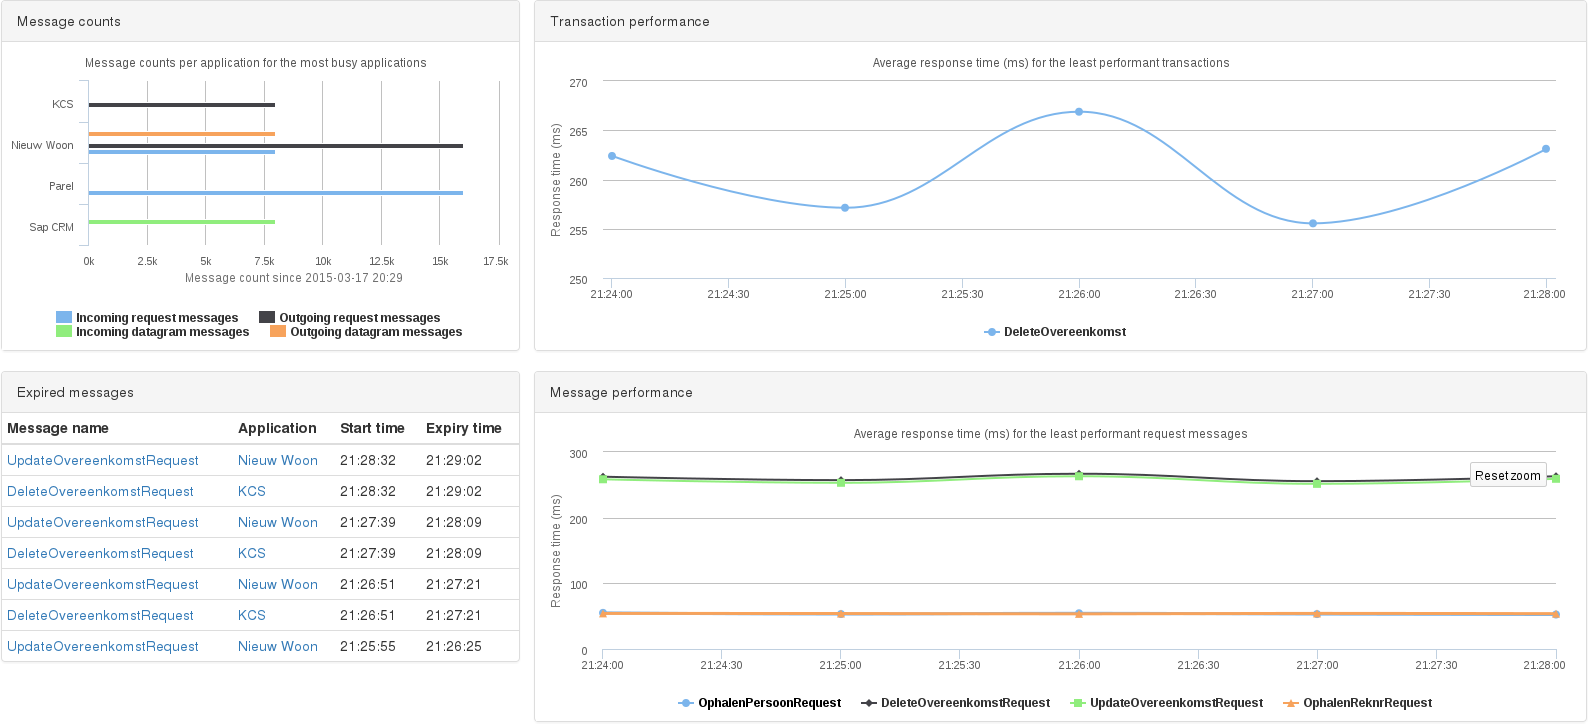 Message counts
Message counts per application for the most busy applications
KCS
Nieuw Woon
Parel
Sap CRM
0k 2.5k 5k 7.5k 10k 12.5k 15k 17.5k
Message count since 2015-03-17 20:29
Incoming request messages Outgoing request messages
Incoming datagram messages Outgoing datagram messages
Transaction performance
Average response time (ms) for the least performant transactions
Response time (ms)
270
265
260
255
250
21:24:00 21:24:30 21:25:00 21:25:30 21:26:00 21:26:30 21:27:00 21:27:30 21:28:00
DeleteOvereenkomst
Expired messages
Message name Application Start time Expiry time
UpdateOvereenkomstRequest Nieuw Woon 21:28:32 21:29:02
DeleteOvereenkomstRequest KCS 21:28:32 21:29:02
UpdateOvereenkomstRequest Nieuw Woon 21:27:39 21:28:09
DeleteOvereenkomstRequest KCS 21:27:39 21:28:09
UpdateOvereenkomstRequest Nieuw Woon 21:26:51 21:27:21
DeleteOvereenkomstRequest KCS 21:26:51 21:27:21
UpdateOvereenkomstRequest Nieuw Woon 21:25:55 21:26:25
Message performance
Average response time (ms) for the least performant request messages
Response time (ms)
300
Reset zoom
200
100
0
21:24:00 21:24:30 21:25:00 21:25:30 21:26:00 21:26:30 21:27:00 21:27:30 21:28:00
OphalenPersoonRequest DeleteOvereenkomstRequest UpdateOvereenkomstRequest OphalenReknrRequest